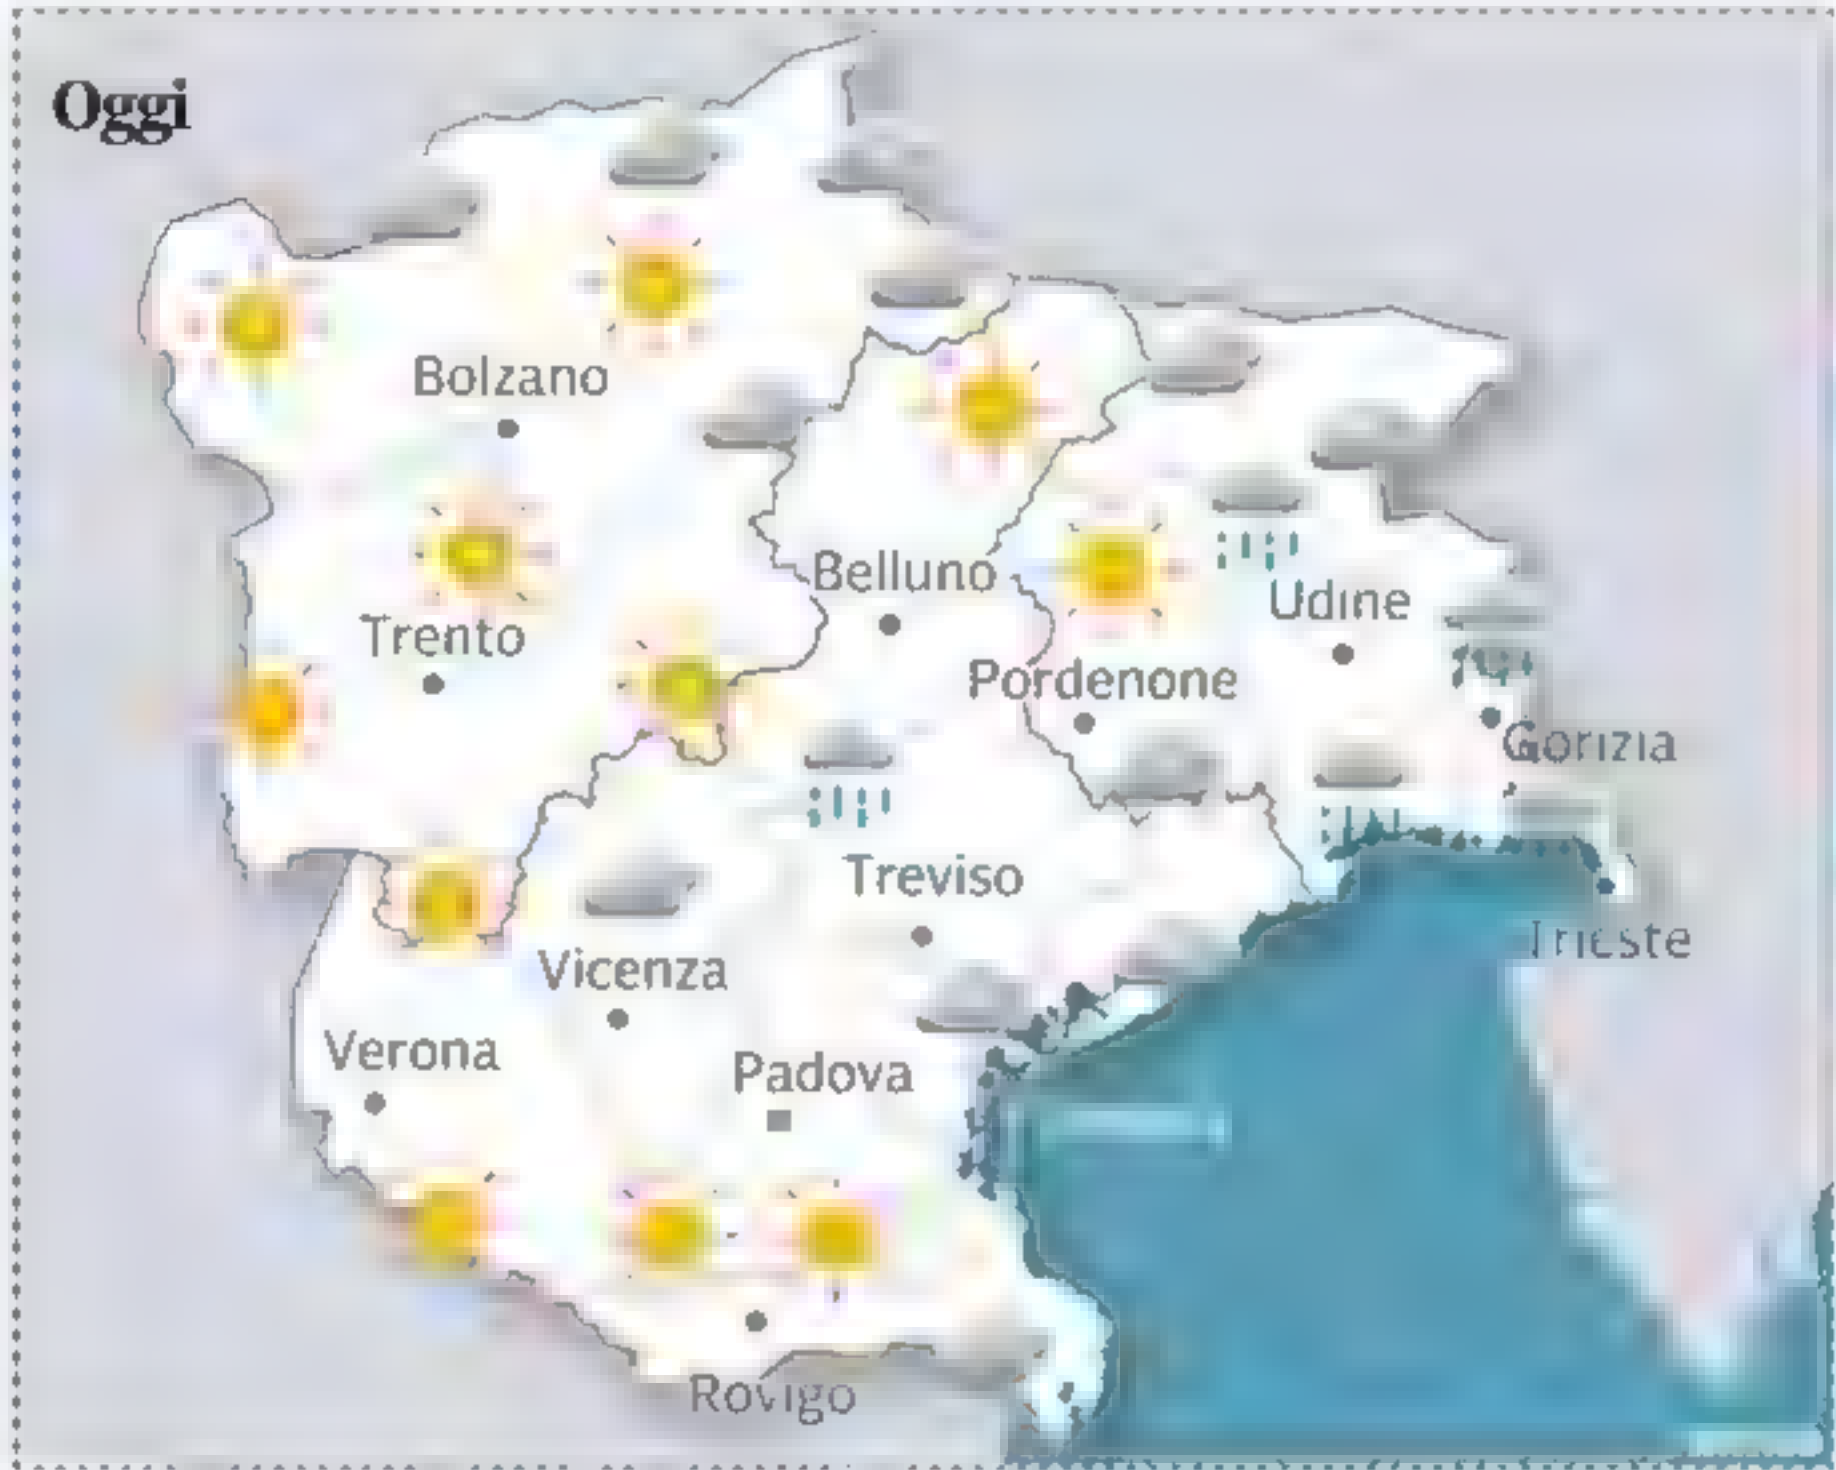 Oggi
Bolzano
Belluno
Udine
Trento
Pordenone
Gorizia
Treviso
Trieste
Vicenza
Verona
Padova
Rovigo